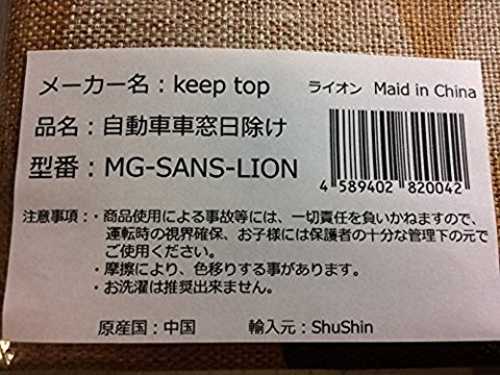 メーカー名：keep top ライオン Maid in China
品名：自動車車窓日除け
型番：MG-SANS-LION
4 589402 820042
注意事項：・商品使用による事故等には、一切責任を負いかねますので、
運転時の視界確保、お子様には保護者の十分な管理下の元で
ご使用ください。
・摩擦により、色移りする事があります。
・お洗濯は推奨出来ません。
原産国：中国 輸入元：ShuShin